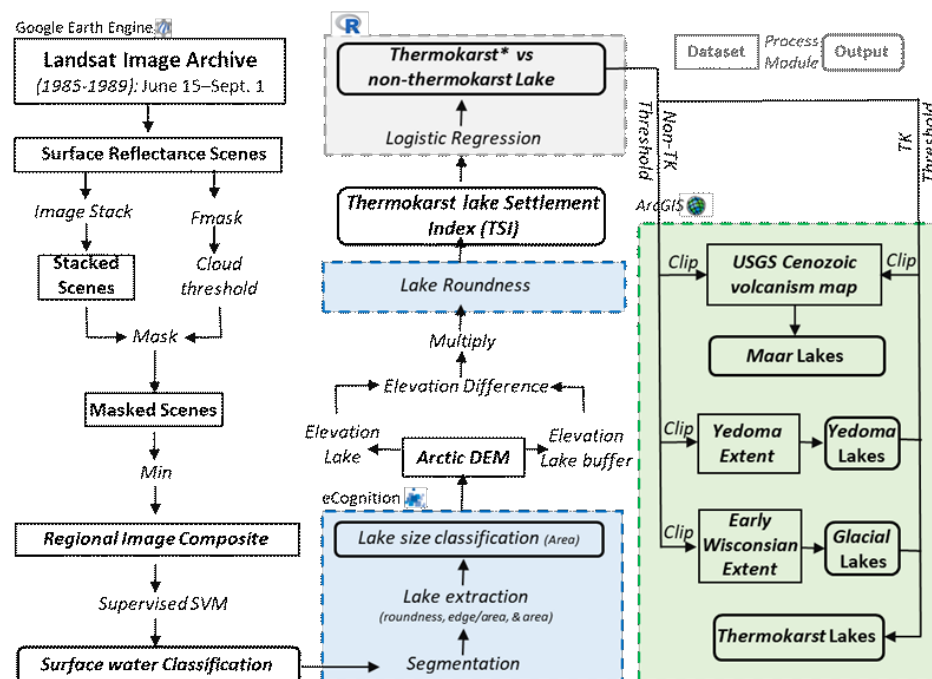 Google Earth Engine
Landsat Image Archive
(1985-1989): June 15–Sept. 1
Surface Reflectance Scenes
Image Stack
Fmask
Stacked
Scenes
Cloud
threshold
Mask
Masked Scenes
Min
Regional Image Composite
Supervised SVM
Surface water Classification
R
Thermokarst* vs
non-thermokarst Lake
Logistic Regression
Thermokarst lake Settlement
Index (TSI)
Lake Roundness
Multiply
Elevation Difference
Elevation
Lake
Arctic DEM
Elevation
Lake buffer
eCognition
Lake size classification (Area)
Lake extraction
(roundness, edge/area, & area)
Segmentation
Dataset
Process
Module
Output
Non-TK
Threshold
TK
Threshold
ArcGIS
Clip
USGS Cenozoic
volcanism map
Clip
Maar Lakes
Clip
Yedoma
Extent
Yedoma
Lakes
Clip
Early
Wisconsian
Extent
Glacial
Lakes
Thermokarst Lakes